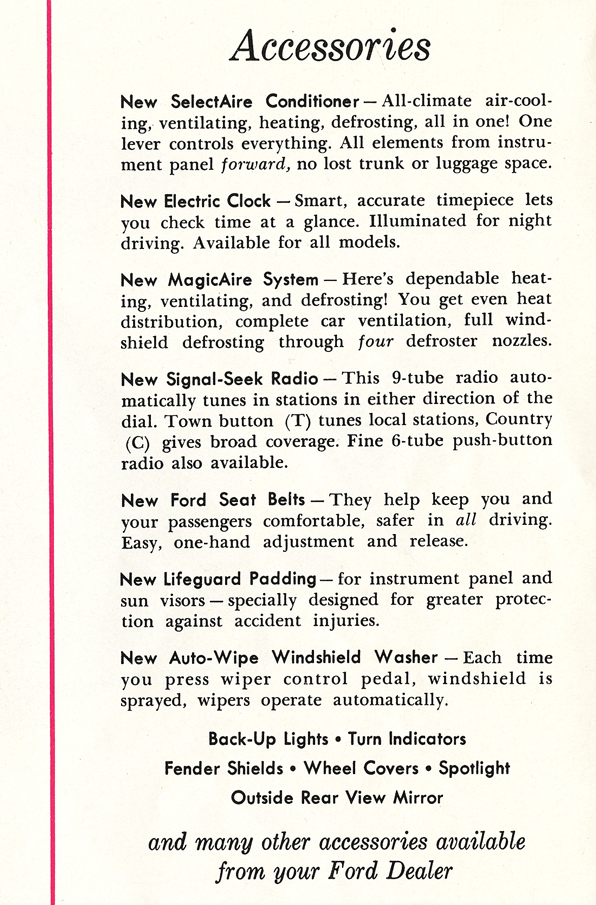 Accessories
New SelectAire Conditioner — All-climate air-cool-
ing, ventilating, heating, defrosting, all in one! One
lever controls everything. All elements from instru-
ment panel forward, no lost trunk or luggage space.
New Electric Clock — Smart, accurate timepiece lets
you check time at a glance. Illuminated for night
driving. Available for all models.
New MagicAire System — Here's dependable heat-
ing, ventilating, and defrosting! You get even heat
distribution, complete car ventilation, full wind-
shield defrosting through four defroster nozzles.
New Signal-Seek Radio — This 9-tube radio auto-
matically tunes in stations in either direction of the
dial. Town button (T) tunes local stations, Country
(C) gives broad coverage. Fine 6-tube push-button
radio also available.
New Ford Seat Belts — They help keep you and
your passengers comfortable, safer in all driving.
Easy, one-hand adjustment and release.
New Lifeguard Padding — for instrument panel and
sun visors — specially designed for greater protec-
tion against accident injuries.
New Auto-Wipe Windshield Washer — Each time
you press wiper control pedal, windshield is
sprayed, wipers operate automatically.
Back-Up Lights • Turn Indicators
Fender Shields • Wheel Covers • Spotlight
Outside Rear View Mirror
and many other accessories available
from your Ford Dealer